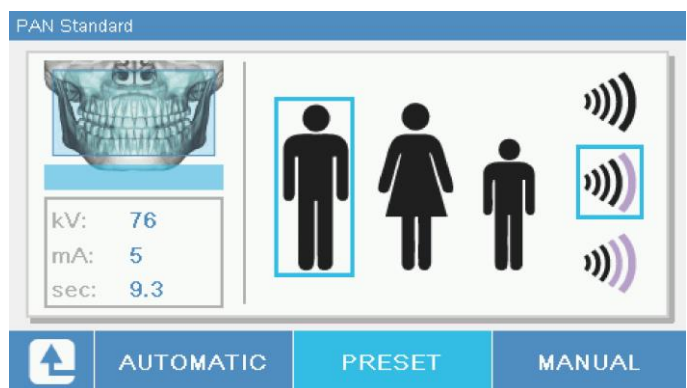 PAN Standard
kV: 76
mA: 5
sec: 9.3
AUTOMATIC PRESET MANUAL